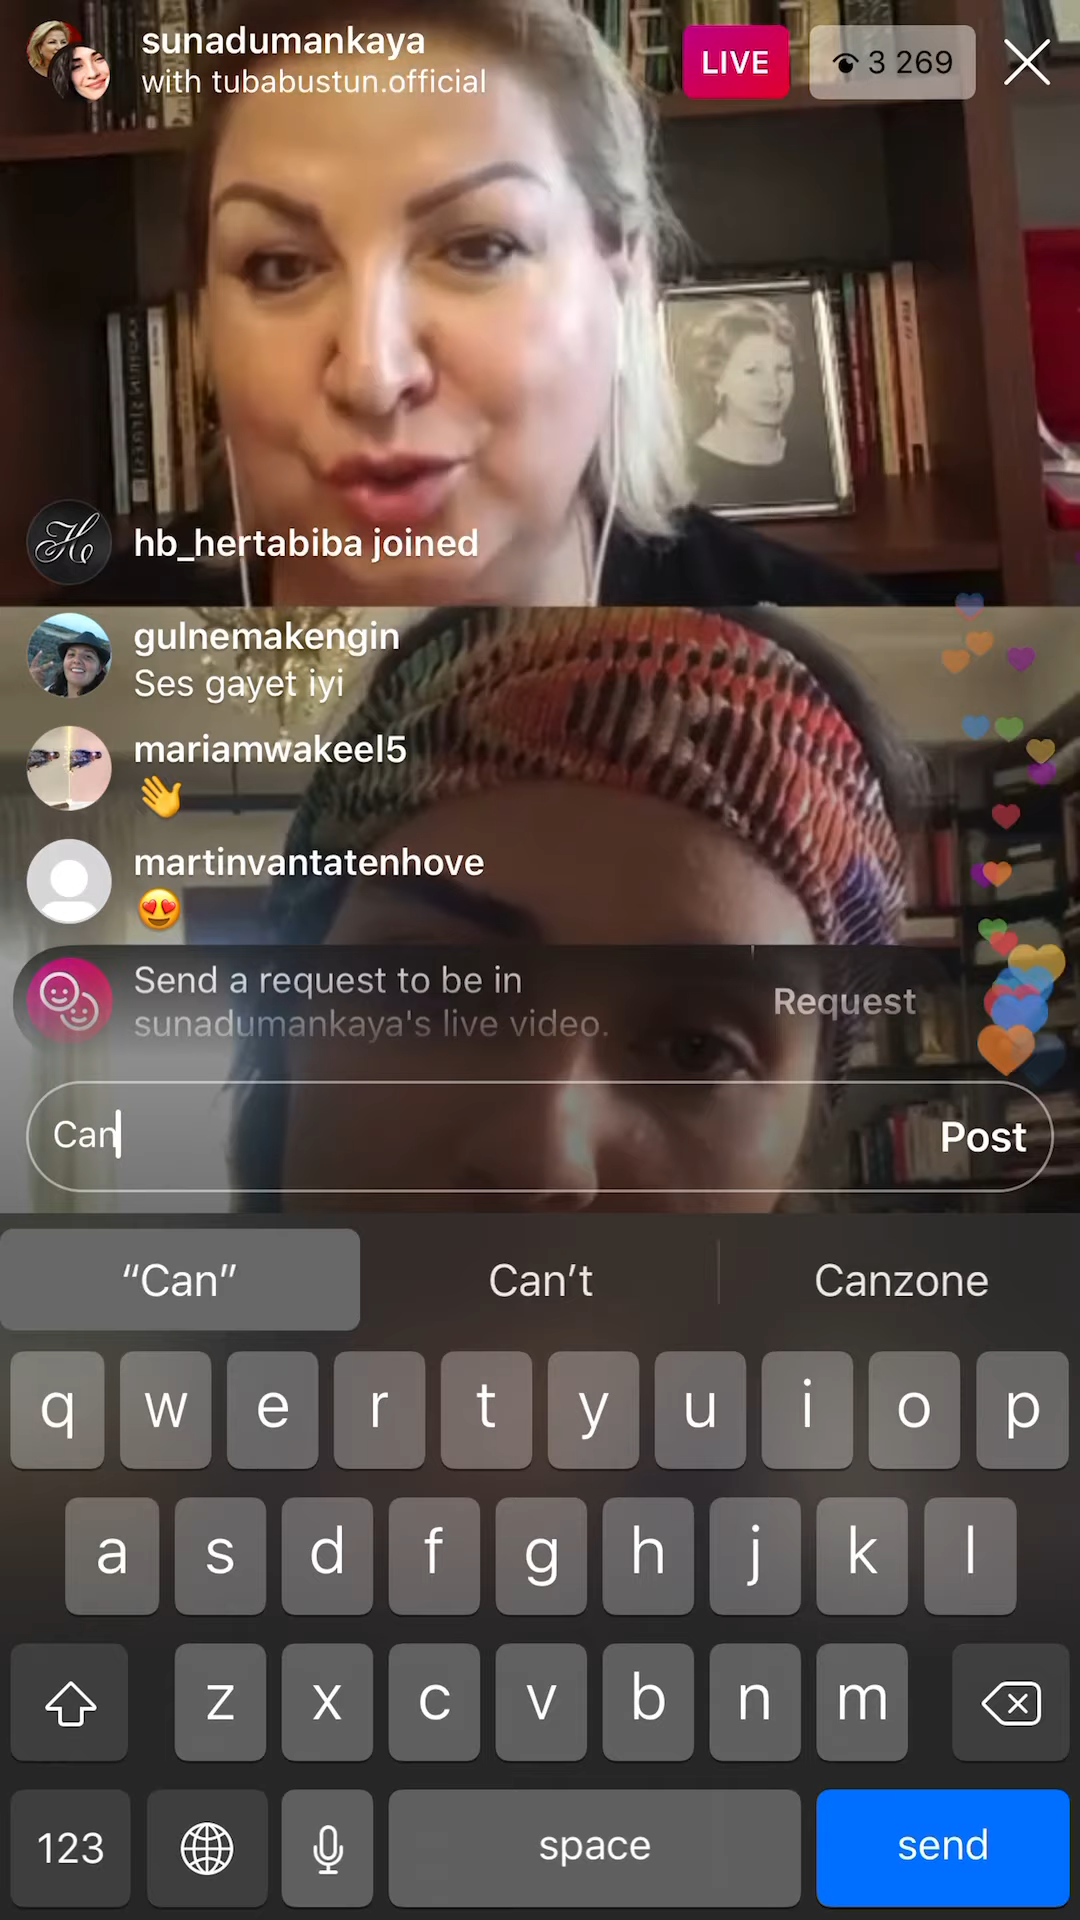 sunadumankaya
with tubabustun.official
LIVE
3 269
hb_hertabiba joined
gulnemakengin
Ses gayet iyi
mariamwakeel5
👋
martinvantatenhove
😍
Send a request to be in
sunadumankaya's live video.
Request
Can
Post
“Can”
Can’t
Canzone
q w e r t y u i o p
a s d f g h j k l
z x c v b n m
123
space
send